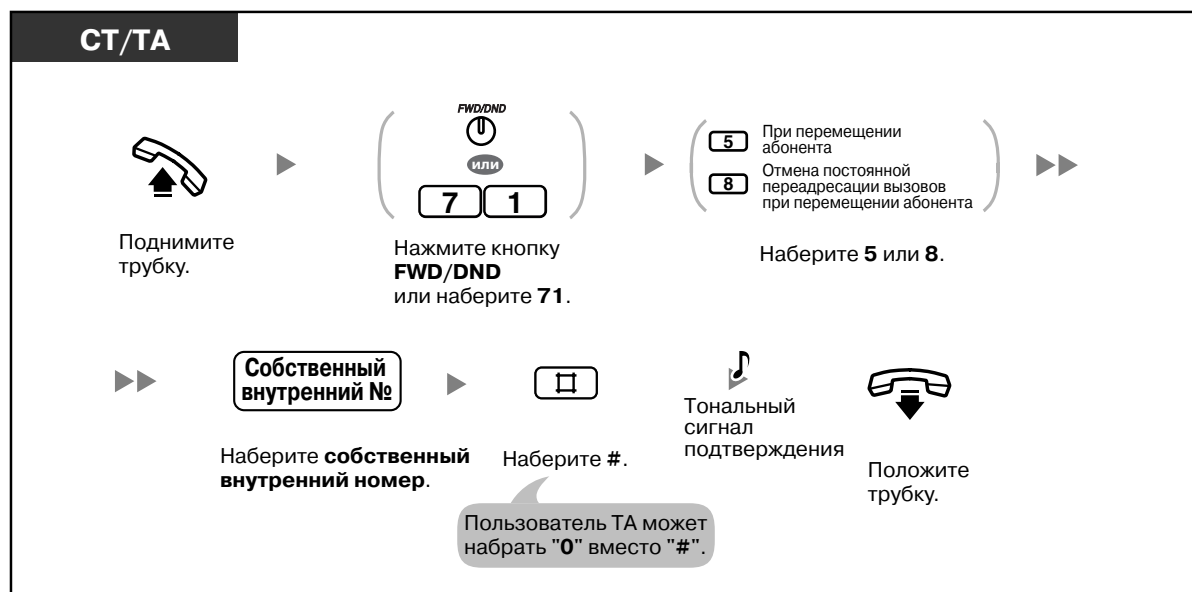 СТ/ТА
FWD/DND
или
7 1
5 При перемещении
абонента
8 Отмена постоянной
переадресации вызовов
при перемещении абонента
Поднимите
трубку.
Нажмите кнопку
FWD/DND
или наберите 71.
Наберите 5 или 8.
Собственный
внутренний №
#
Тональный
сигнал
подтверждения
Наберите собственный
внутренний номер.
Наберите #.
Положите
трубку.
Пользователь ТА может
набрать "0" вместо "#".